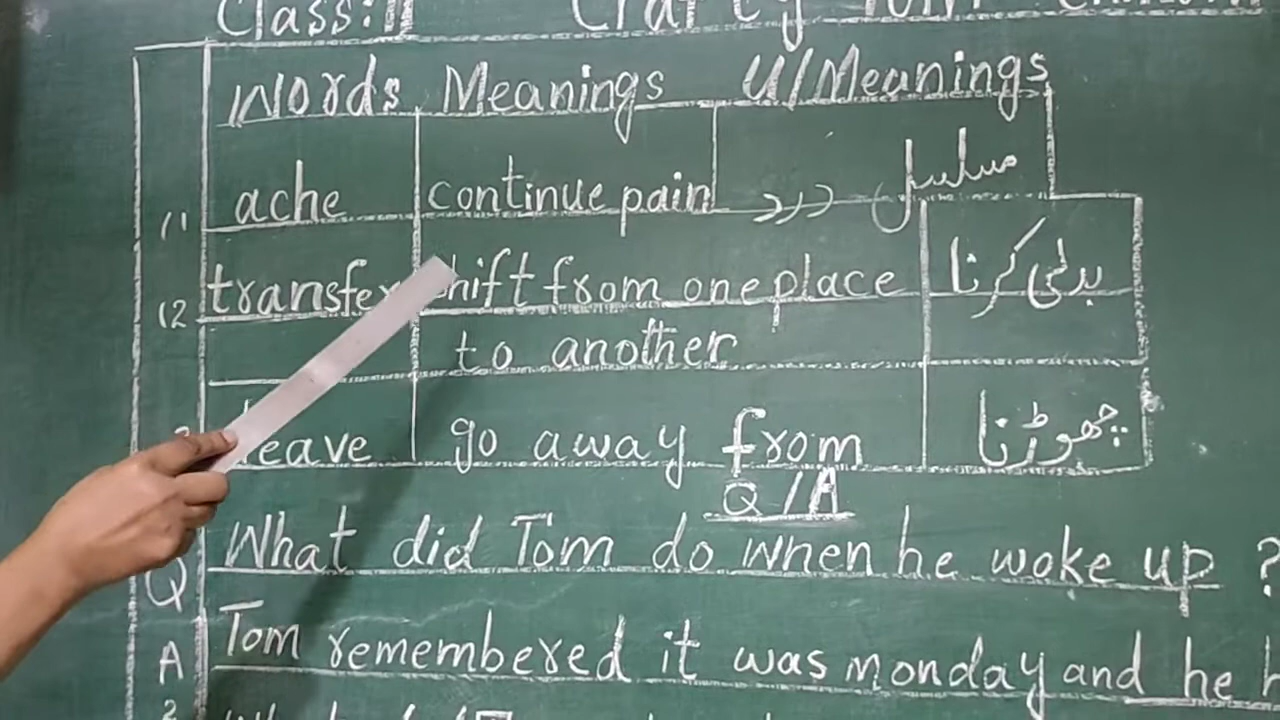 Class:
Words Meanings U/Meanings
11 ache continue pain مسلسل درد
12 transfer shift from one place بدلی کرنا
to another
leave go away from چھوڑنا
Q/A
Q What did Tom do when he woke up ?
A Tom remembered it was monday and he
2